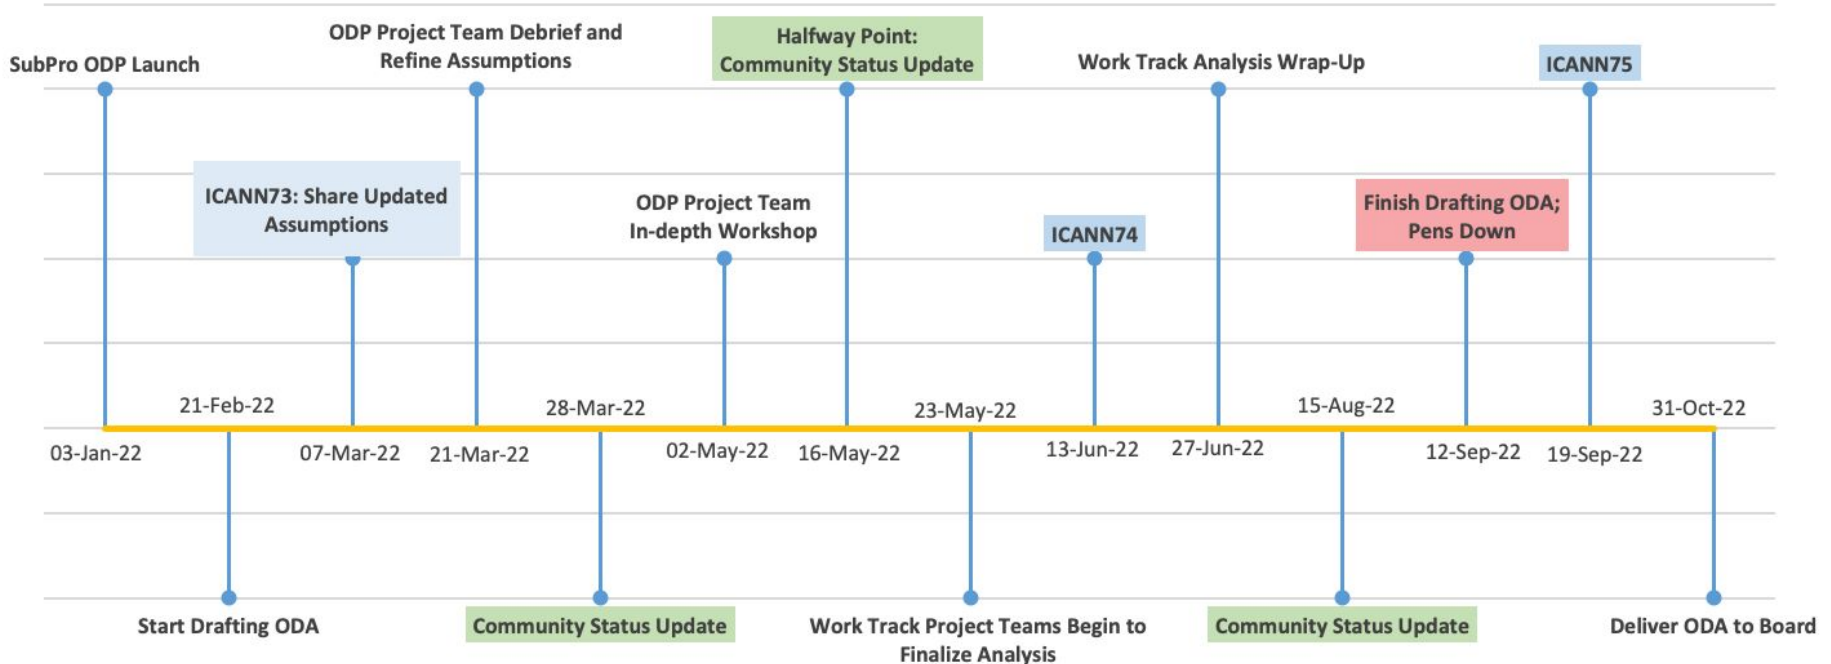 SubPro ODP Launch
ODP Project Team Debrief and
Refine Assumptions
Halfway Point:
Community Status Update
Work Track Analysis Wrap-Up
ICANN75
ICANN73: Share Updated
Assumptions
ODP Project Team
In-depth Workshop
ICANN74
Finish Drafting ODA;
Pens Down
21-Feb-22
28-Mar-22
23-May-22
15-Aug-22
31-Oct-22
03-Jan-22
07-Mar-22
21-Mar-22
02-May-22
16-May-22
13-Jun-22
27-Jun-22
12-Sep-22
19-Sep-22
Start Drafting ODA
Community Status Update
Work Track Project Teams Begin to
Finalize Analysis
Community Status Update
Deliver ODA to Board